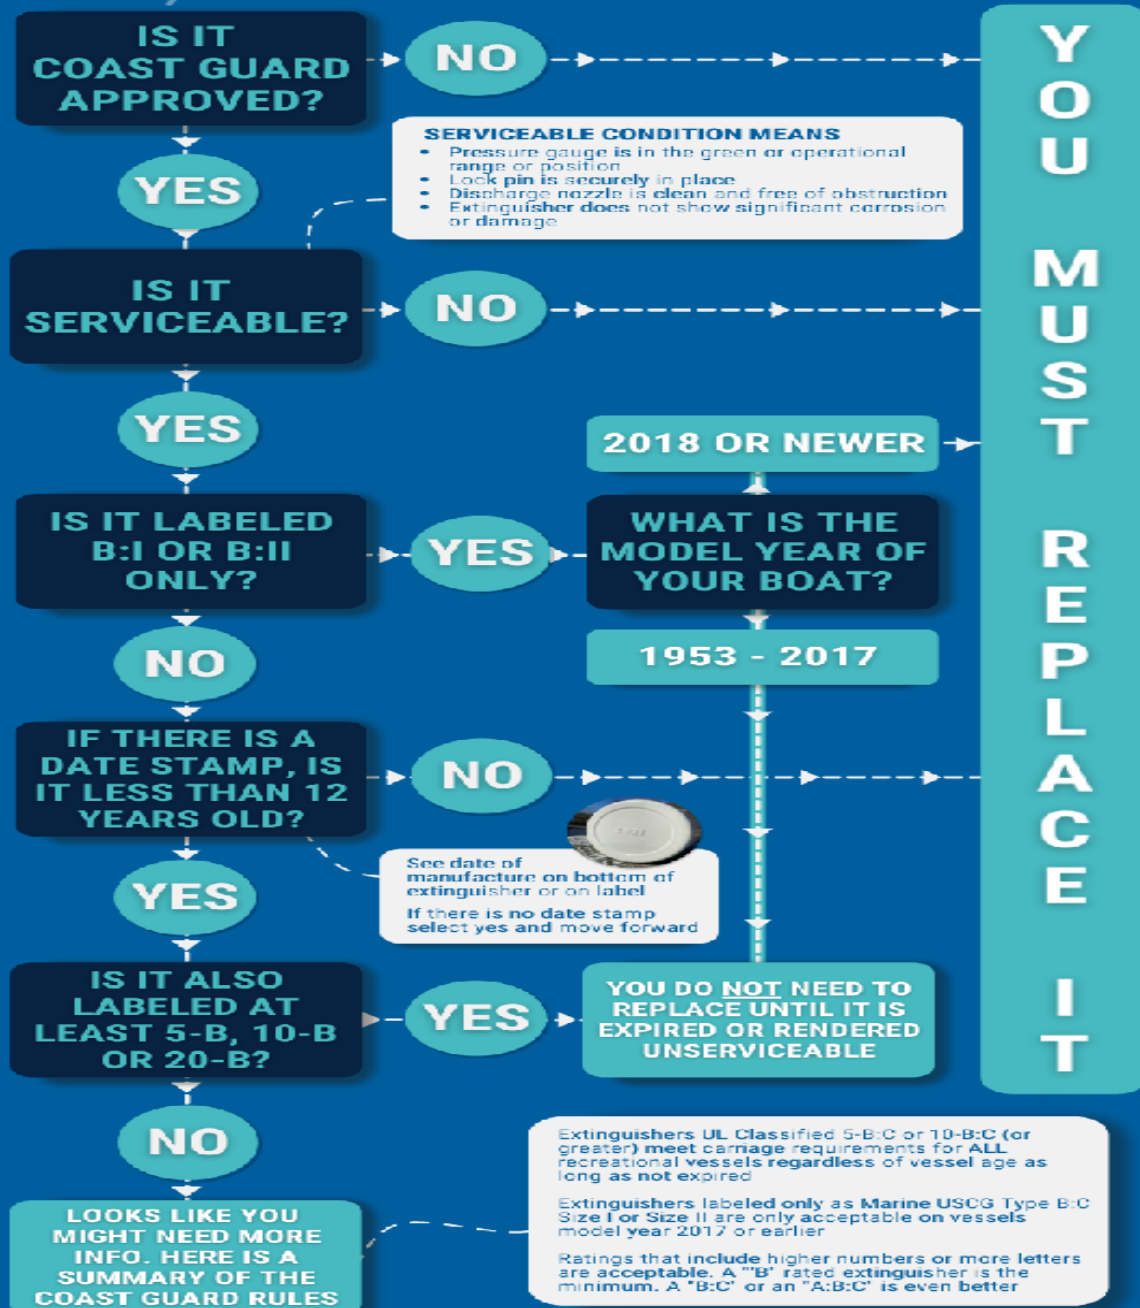 IS IT
COAST GUARD
APPROVED?
NO
YES
SERVICEABLE CONDITION MEANS
• Pressure gauge is in the green or operational
range or position
• Lock pin is securely in place
• Discharge nozzle is clean and free of obstruction
• Extinguisher does not show significant corrosion
or damage
IS IT
SERVICEABLE?
NO
YES
IS IT LABELED
B:I OR B:II
ONLY?
YES
WHAT IS THE
MODEL YEAR OF
YOUR BOAT?
2018 OR NEWER
1953 - 2017
NO
IF THERE IS A
DATE STAMP, IS
IT LESS THAN 12
YEARS OLD?
NO
See date of
manufacture on bottom of
extinguisher or on label
If there is no date stamp
select yes and move forward
YES
IS IT ALSO
LABELED AT
LEAST 5-B, 10-B
OR 20-B?
YES
YOU DO NOT NEED TO
REPLACE UNTIL IT IS
EXPIRED OR RENDERED
UNSERVICEABLE
NO
LOOKS LIKE YOU
MIGHT NEED MORE
INFO. HERE IS A
SUMMARY OF THE
COAST GUARD RULES
Extinguishers UL Classified 5-B:C or 10-B:C (or
greater) meet carriage requirements for ALL
recreational vessels regardless of vessel age as
long as not expired
Extinguishers labeled only as Marine USCG Type B:C
Size I or Size II are only acceptable on vessels
model year 2017 or earlier
Ratings that include higher numbers or more letters
are acceptable. A "'B' rated extinguisher is the
minimum. A "B:C" or an "A:B:C" is even better
YOU MUST REPLACE IT